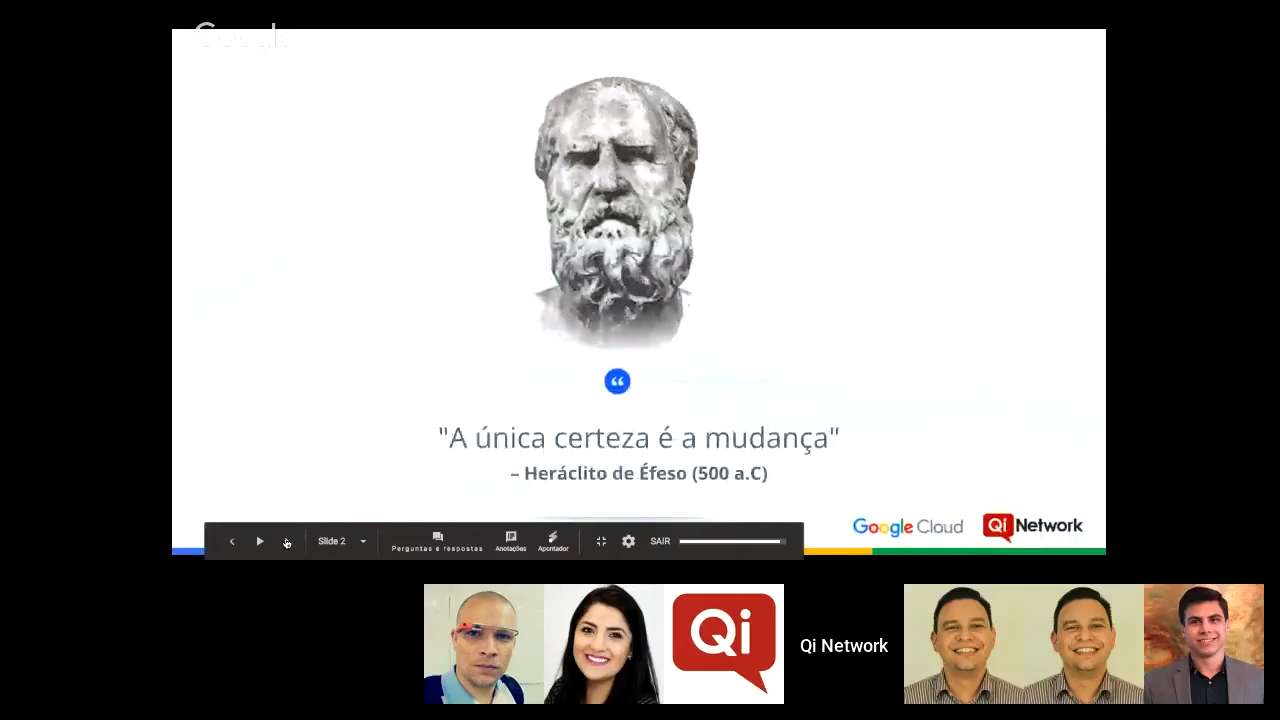 Google
"A única certeza é a mudança"
– Heráclito de Éfeso (500 a.C)
Google Cloud
Qi Network
Slide 2
Perguntas e respostas
Anotações
Apontador
SAIR
Qi
Qi Network